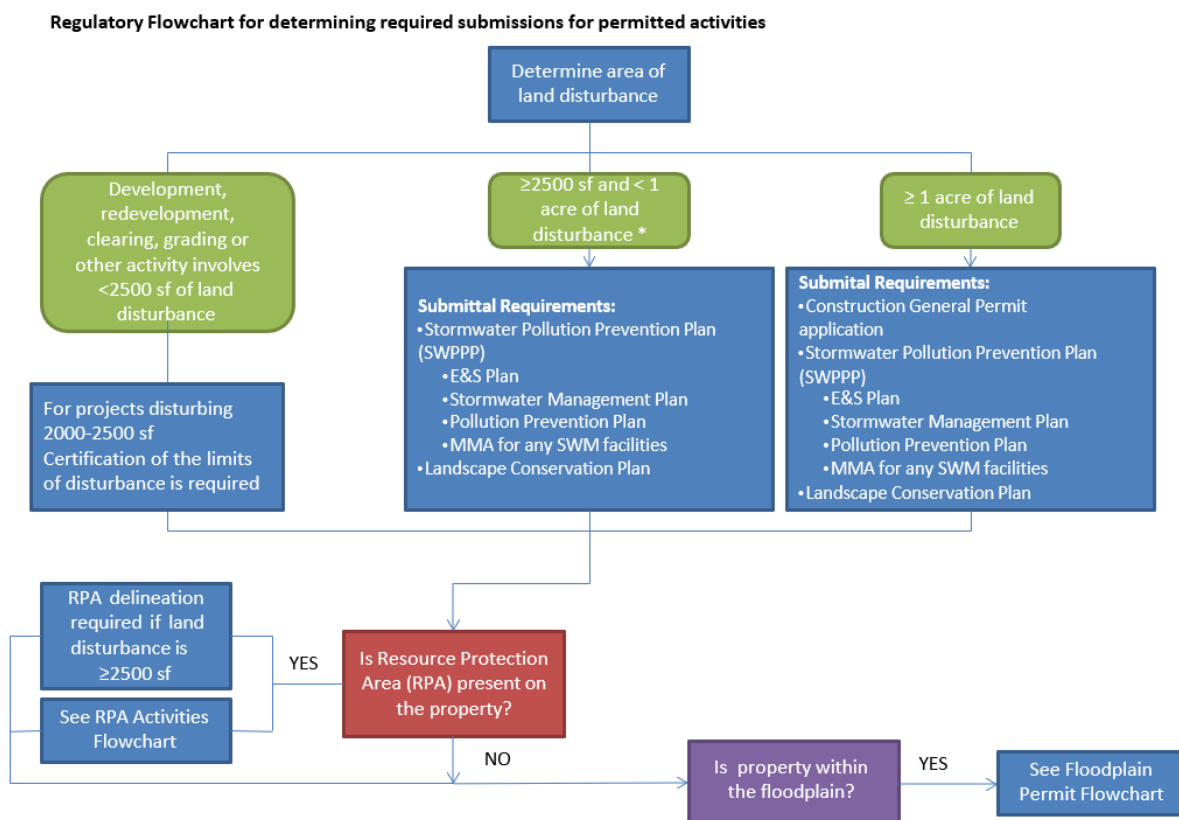 Regulatory Flowchart for determining required submissions for permitted activities
Determine area of
land disturbance
Development,
redevelopment,
clearing, grading or
other activity involves
<2500 sf of land
disturbance
≥2500 sf and < 1
acre of land
disturbance *
≥ 1 acre of land
disturbance
For projects disturbing
2000-2500 sf
Certification of the limits
of disturbance is required
Submittal Requirements:
•Stormwater Pollution Prevention Plan
(SWPPP)
•E&S Plan
•Stormwater Management Plan
•Pollution Prevention Plan
•MMA for any SWM facilities
•Landscape Conservation Plan
Submital Requirements:
•Construction General Permit
application
•Stormwater Pollution Prevention Plan
(SWPPP)
•E&S Plan
•Stormwater Management Plan
•Pollution Prevention Plan
•MMA for any SWM facilities
•Landscape Conservation Plan
RPA delineation
required if land
disturbance is
≥2500 sf
See RPA Activities
Flowchart
YES
Is Resource Protection
Area (RPA) present on
the property?
NO
Is property within
the floodplain?
YES
See Floodplain
Permit Flowchart